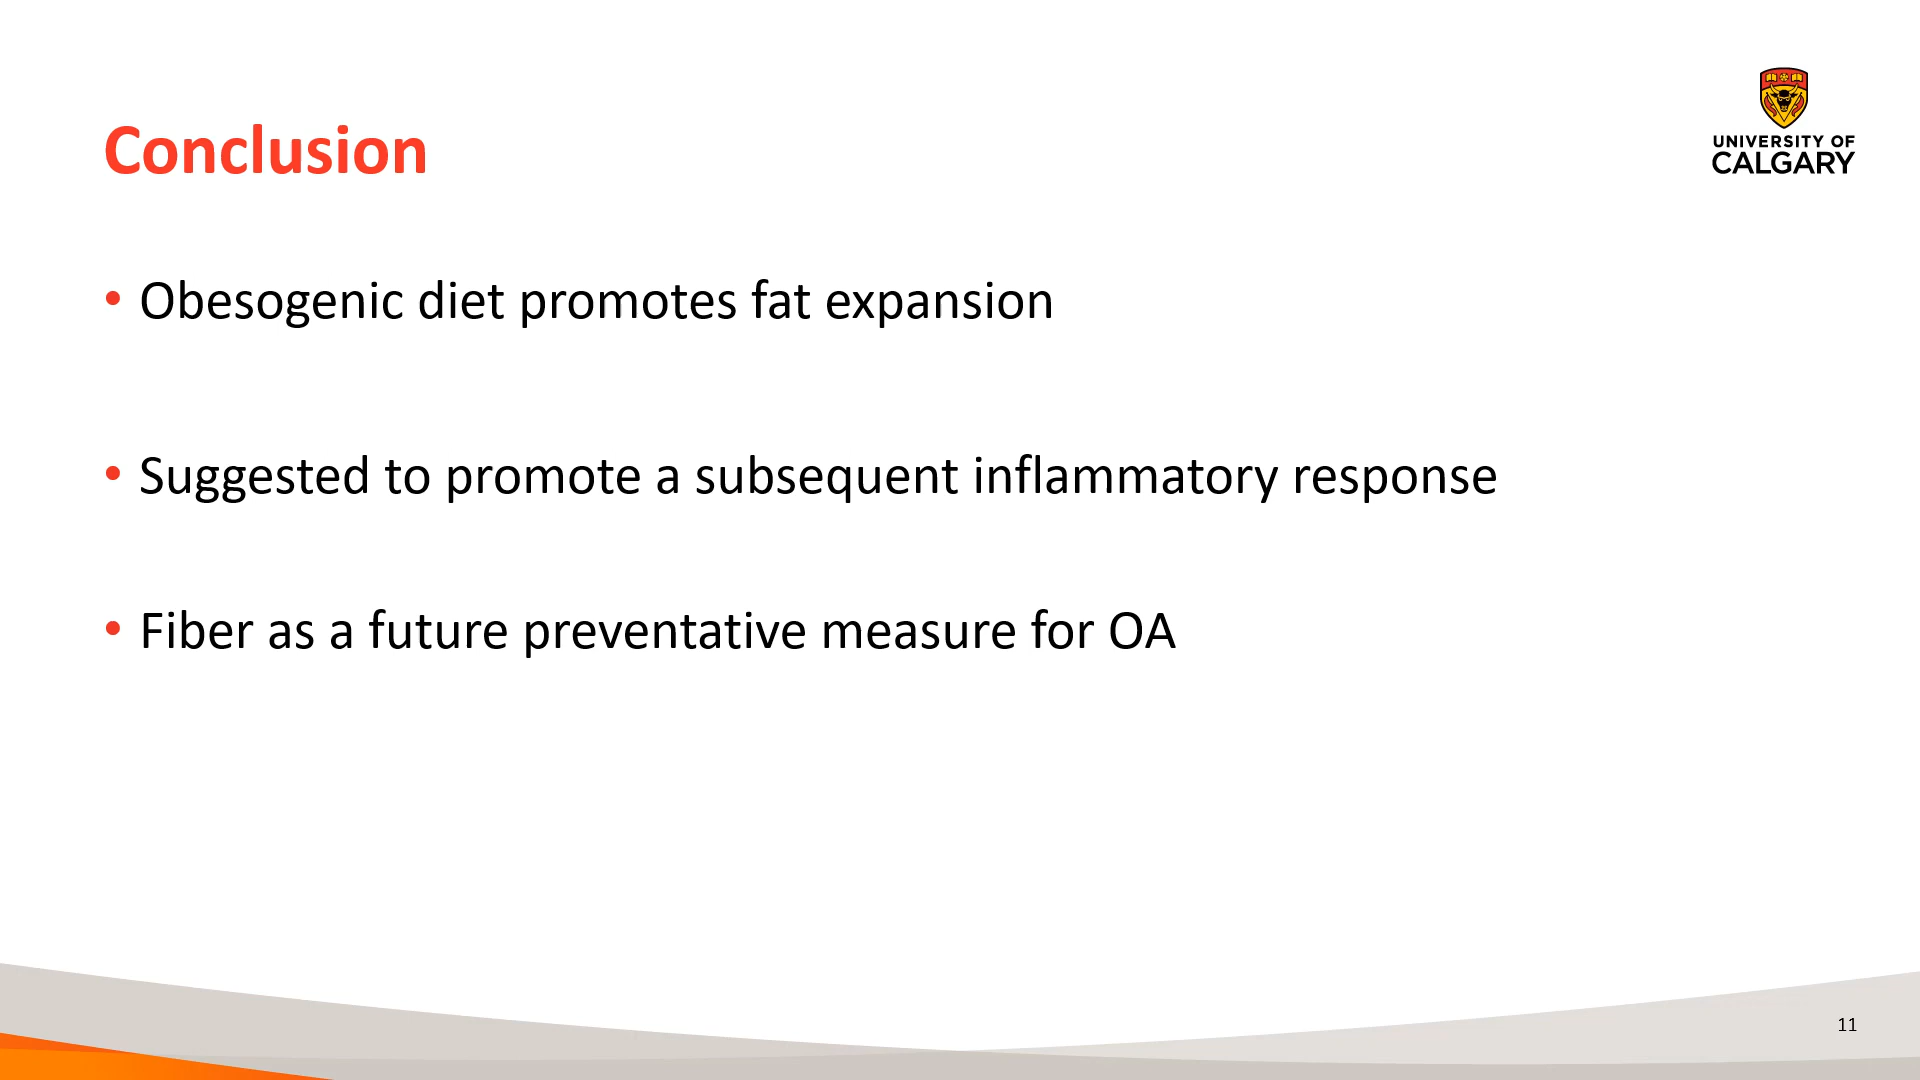 Conclusion
UNIVERSITY OF
CALGARY
• Obesogenic diet promotes fat expansion
• Suggested to promote a subsequent inflammatory response
• Fiber as a future preventative measure for OA
11